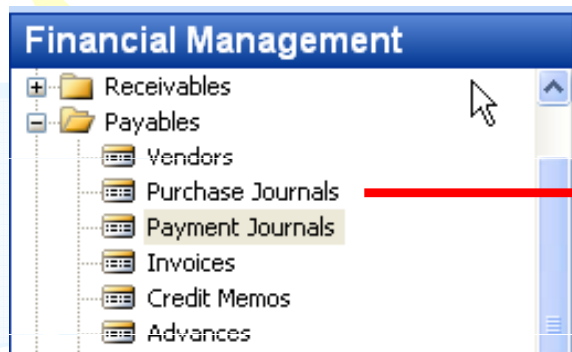 Financial Management
Receivables
Payables
Vendors
Purchase Journals
Payment Journals
Invoices
Credit Memos
Advances